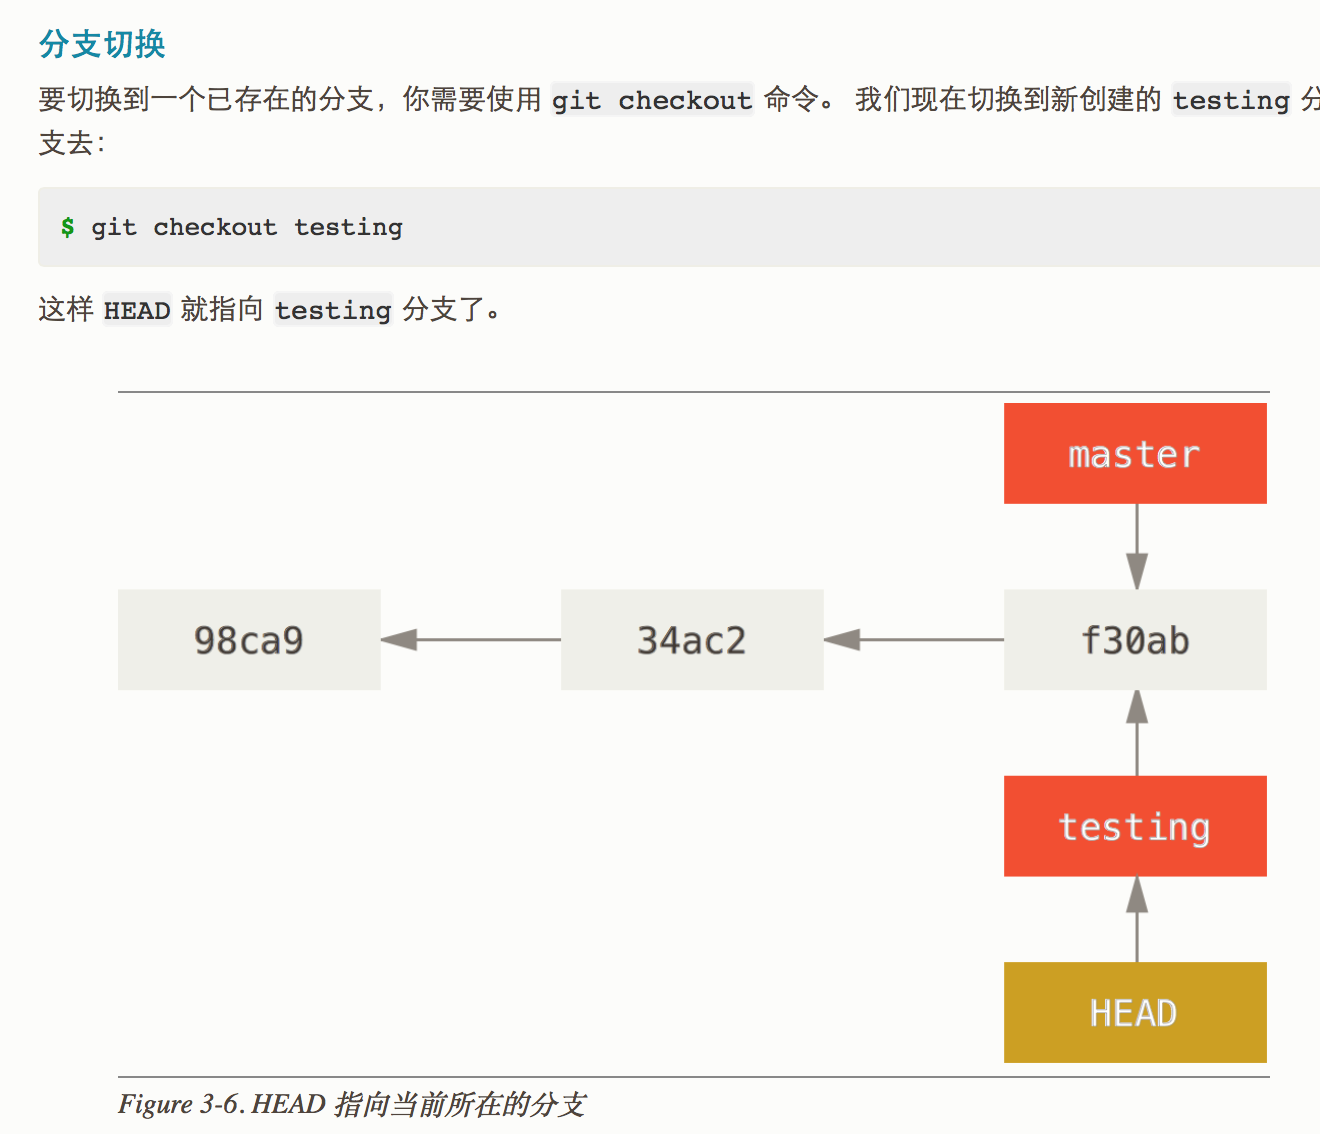 分支切换
要切换到一个已存在的分支，你需要使用 git checkout 命令。 我们现在切换到新创建的 testing 分
支去：
$ git checkout testing
这样 HEAD 就指向 testing 分支了。
master
98ca9 34ac2 f30ab
testing
HEAD
Figure 3-6. HEAD 指向当前所在的分支